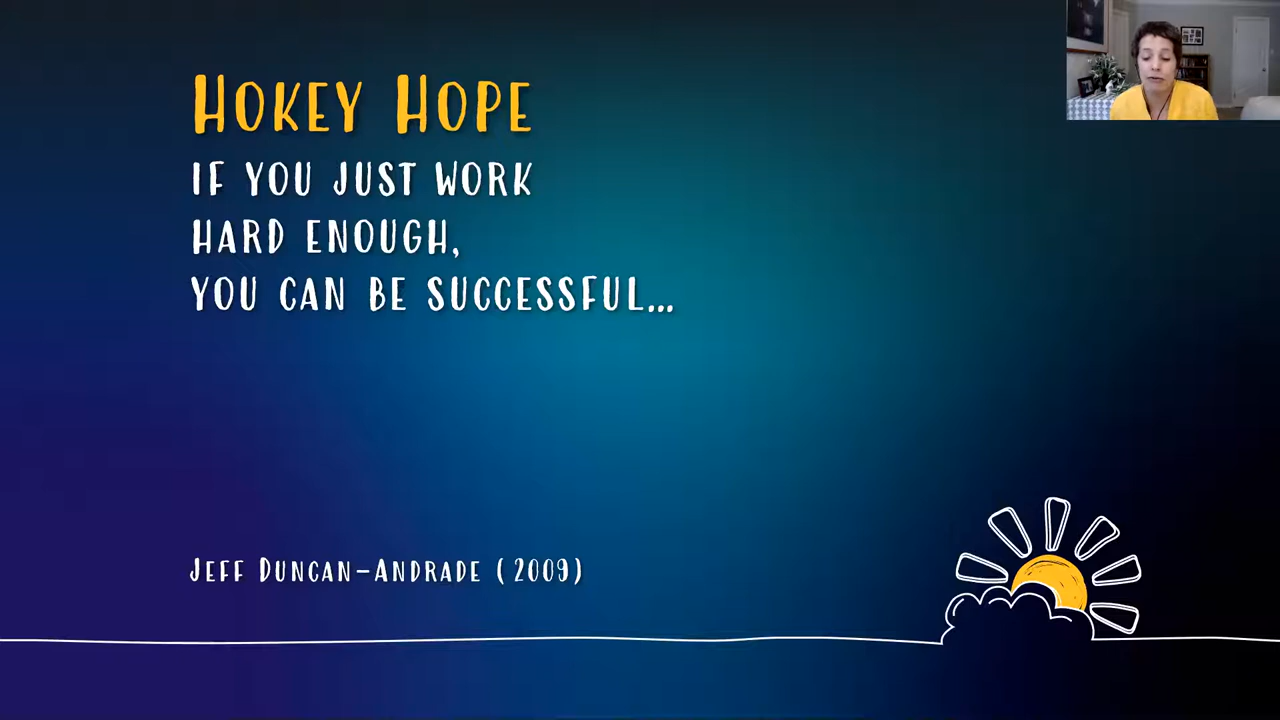 Hokey Hope
if you just work
hard enough,
you can be successful...
Jeff Duncan-Andrade (2009)